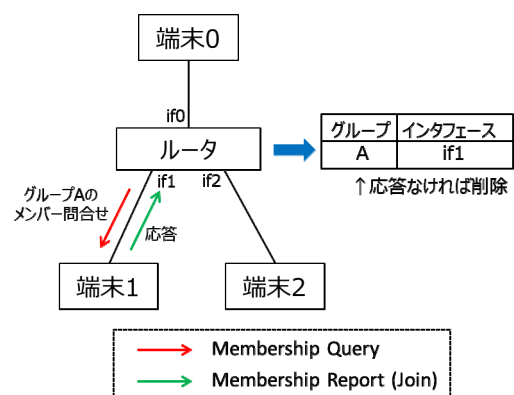 端末0
if0
ルータ
グループ インタフェース
A if1
↑応答なければ削除
if1 if2
グループAの
メンバー問合せ
応答
端末1
端末2
Membership Query
Membership Report (Join)